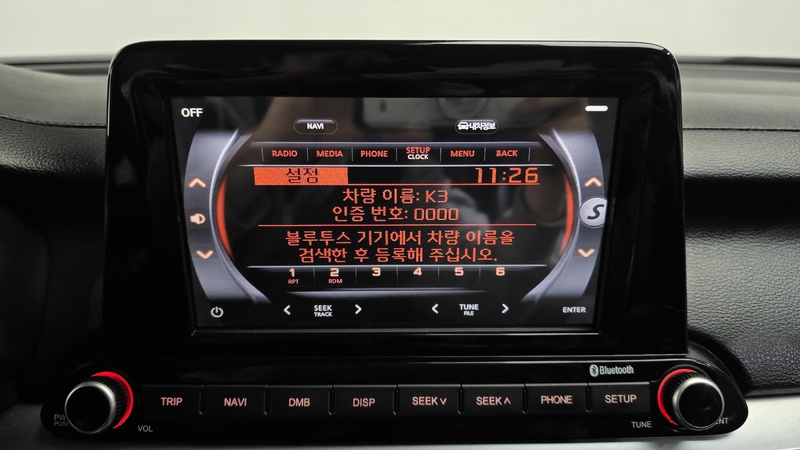 OFF
NAVI
내차정보
RADIO MEDIA PHONE SETUP CLOCK MENU BACK
설정 11:26
차량 이름: K3
인증 번호: 0000
블루투스 기기에서 차량 이름을
검색한 후 등록해 주십시오.
1 2 3 4 5 6
RPT RDM
SEEK TRACK
TUNE FILE
ENTER
S
Bluetooth
TRIP NAVI DMB DISP SEEK SEEK PHONE SETUP
VOL
TUNE